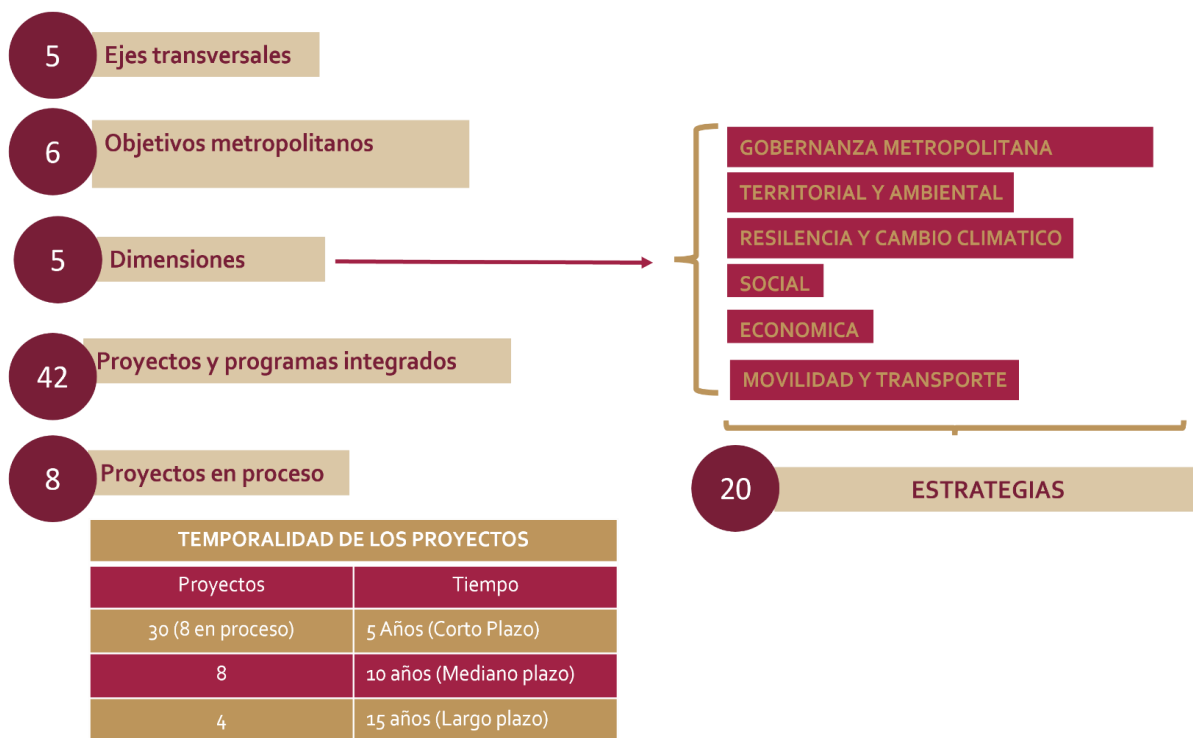 5 Ejes transversales
6 Objetivos metropolitanos
5 Dimensiones
42 Proyectos y programas integrados
8 Proyectos en proceso
GOBERNANZA METROPOLITANA
TERRITORIAL Y AMBIENTAL
RESILENCIA Y CAMBIO CLIMATICO
SOCIAL
ECONOMICA
MOVILIDAD Y TRANSPORTE
20 ESTRATEGIAS
TEMPORALIDAD DE LOS PROYECTOS
Proyectos Tiempo
30 (8 en proceso) 5 Años (Corto Plazo)
8 10 años (Mediano plazo)
4 15 años (Largo plazo)